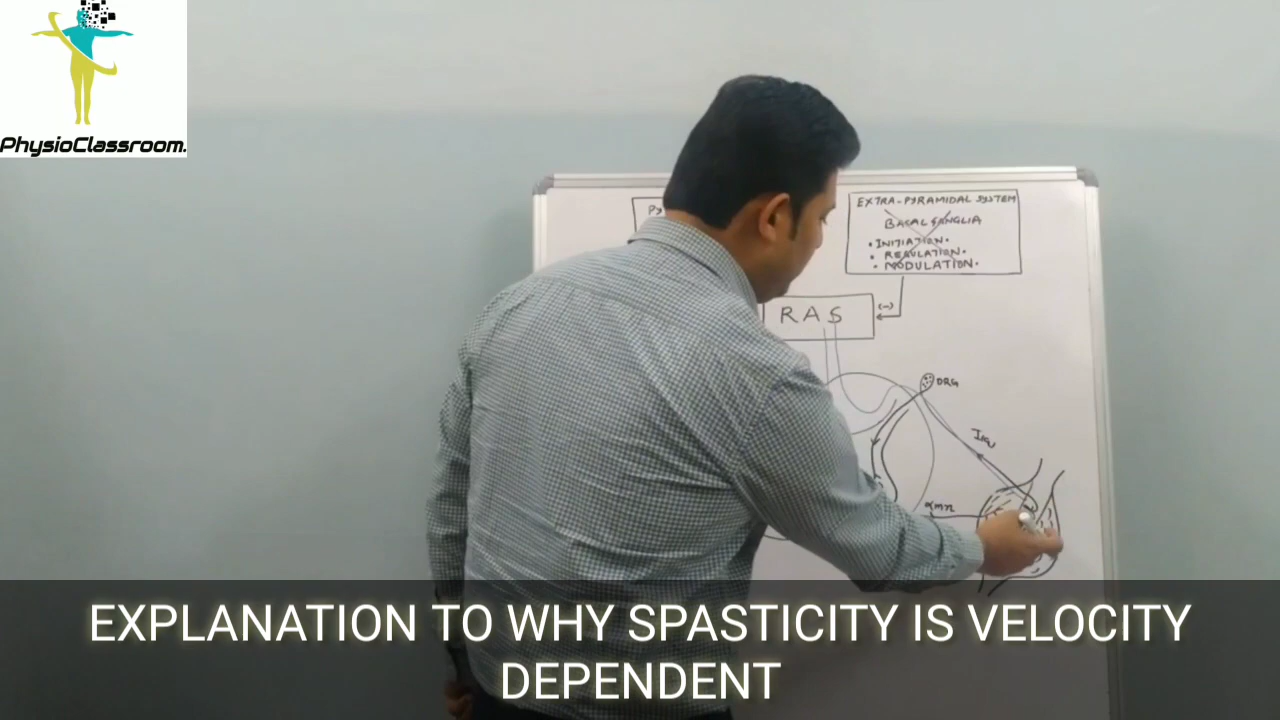 PhysioClassroom.
EXTRA-PYRAMIDAL SYSTEM
BASAL GANGLIA
• INITIATION.
• REGULATION.
• MODULATION.
RAS
(-)
DRG
αmn
EXPLANATION TO WHY SPASTICITY IS VELOCITY
DEPENDENT